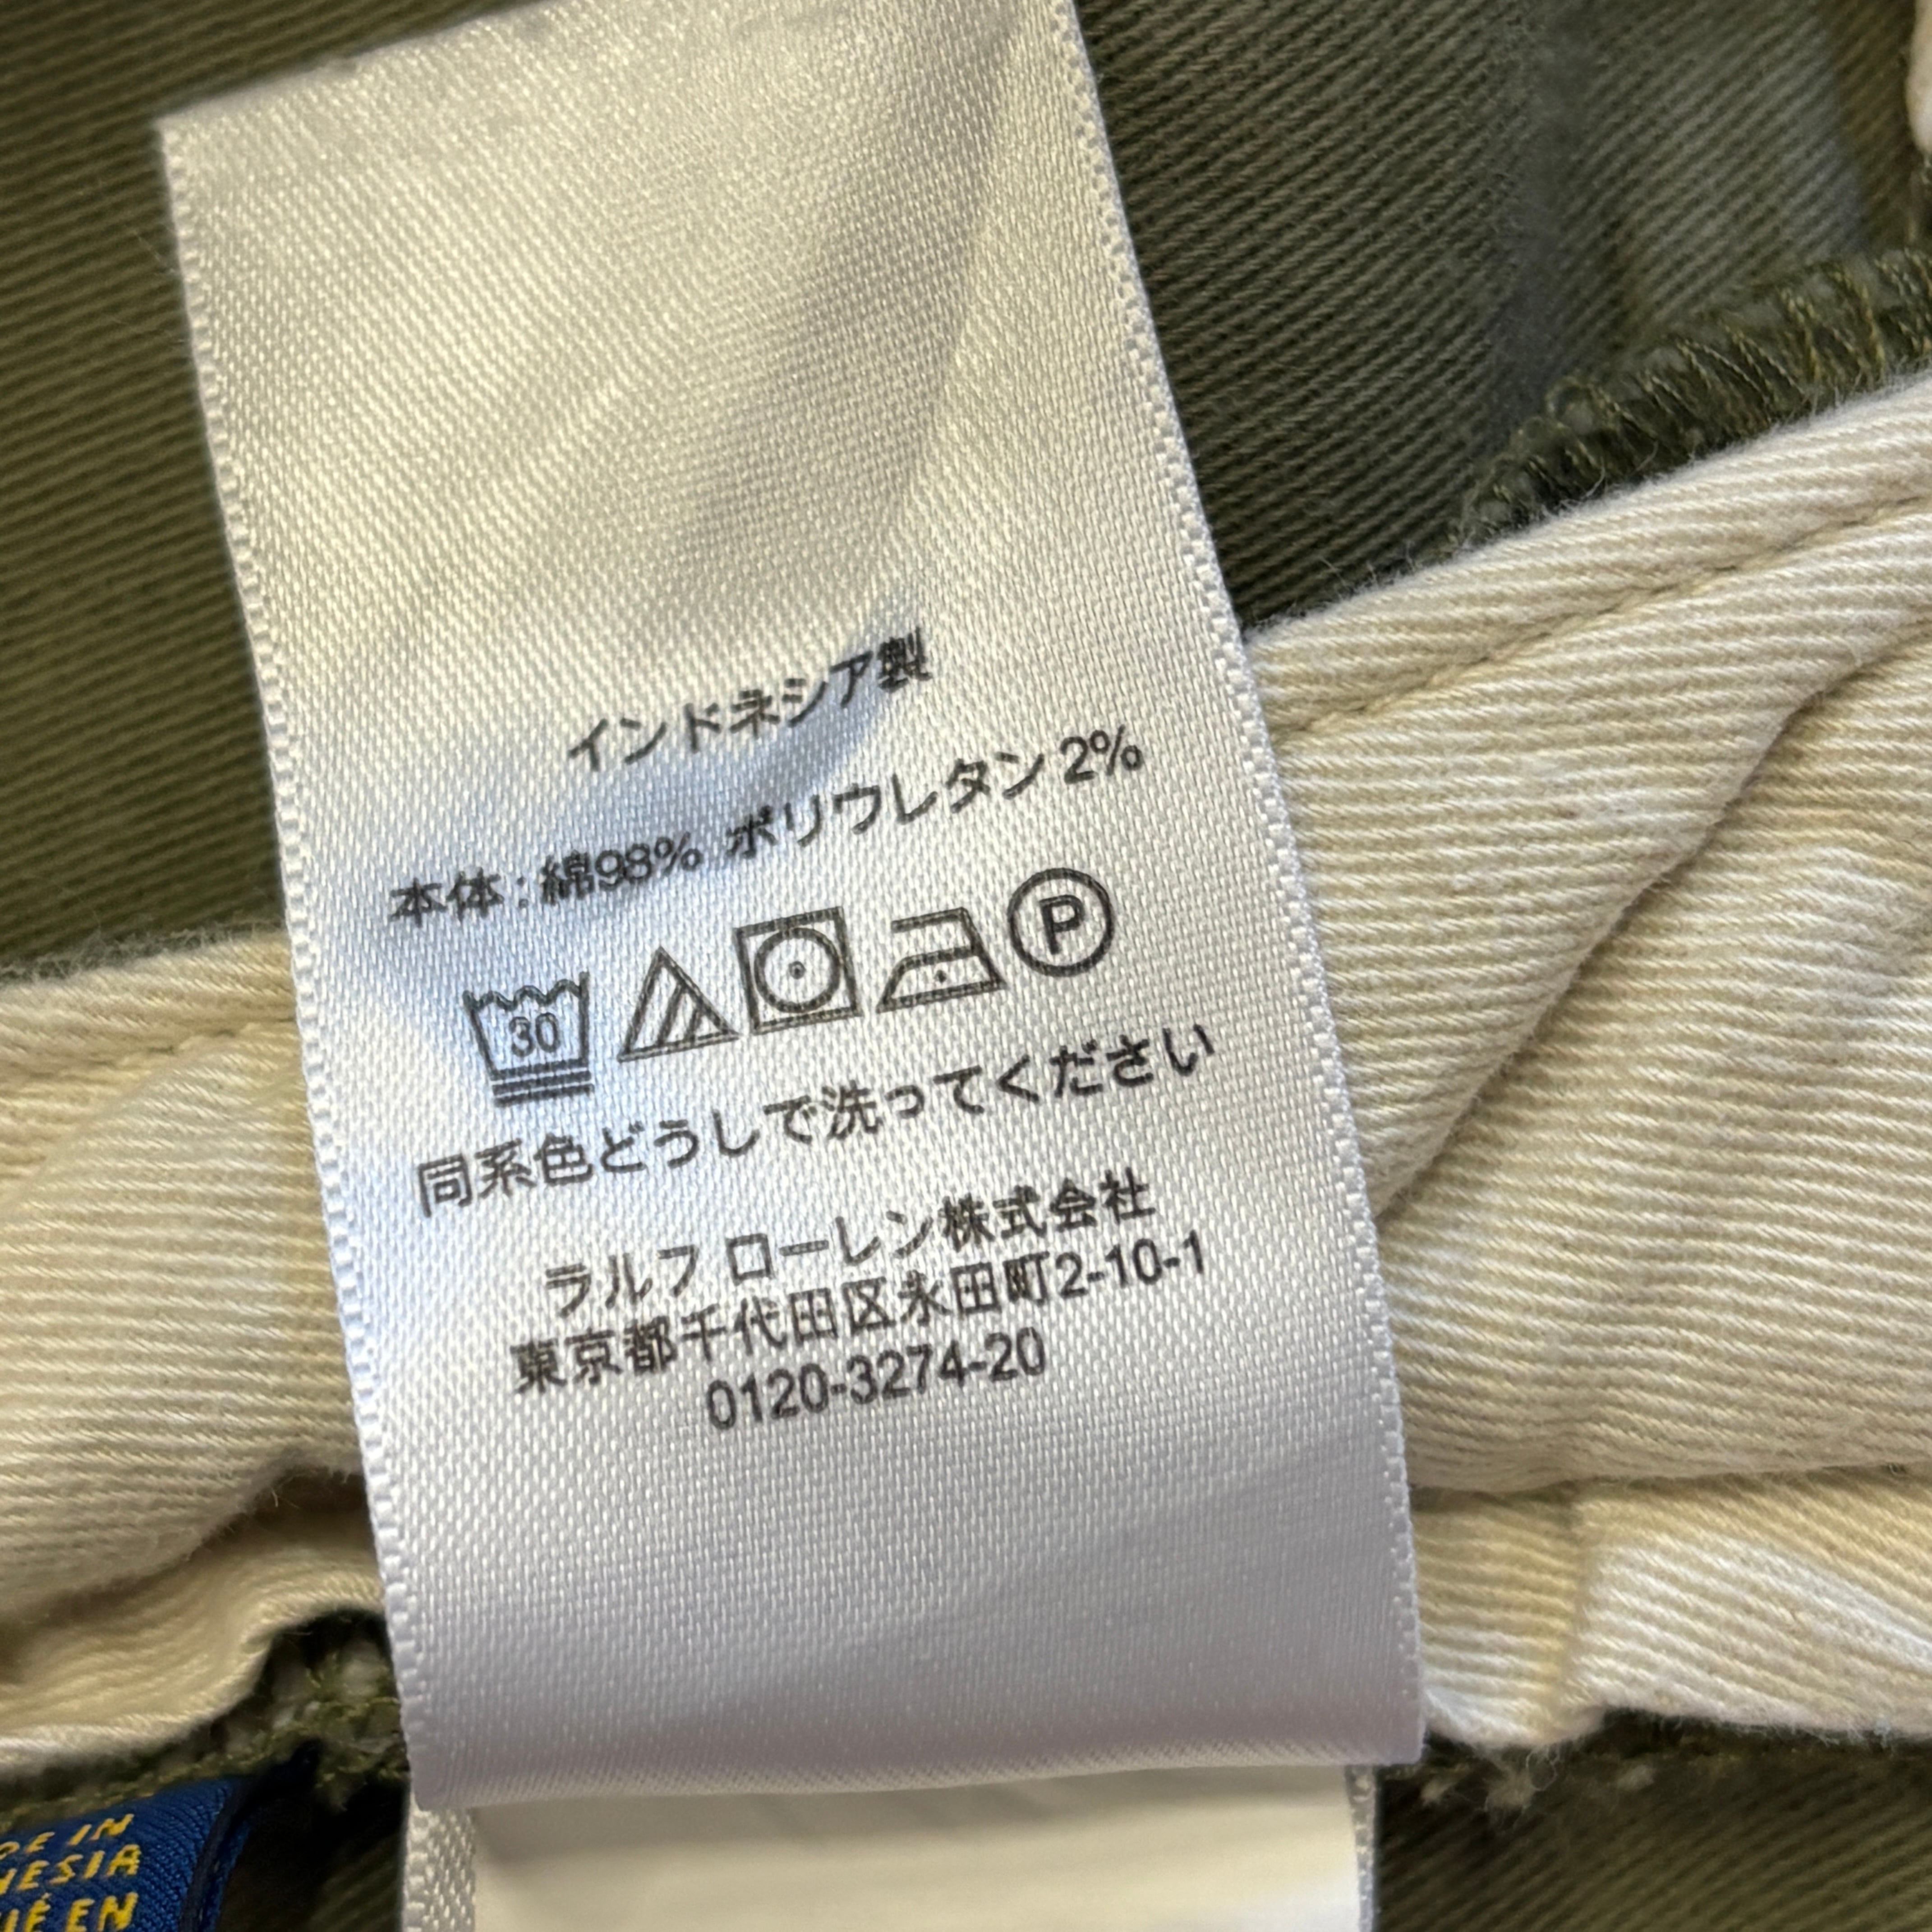 インドネシア製
本体:綿98% ポリウレタン2%
30 P
同系色どうしで洗ってください
ラルフ ローレン株式会社
東京都千代田区永田町2-10-1
0120-3274-20
IN
EN